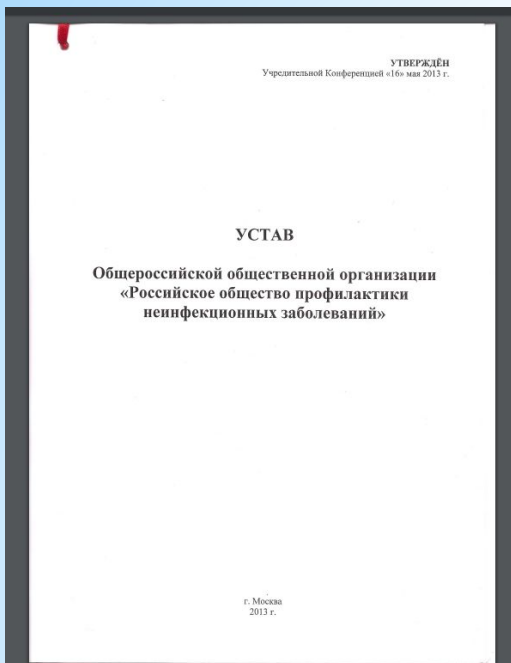 УТВЕРЖДЁН
Учредительной Конференцией «16» мая 2013 г.
УСТАВ
Общероссийской общественной организации
«Российское общество профилактики
неинфекционных заболеваний»
г. Москва
2013 г.